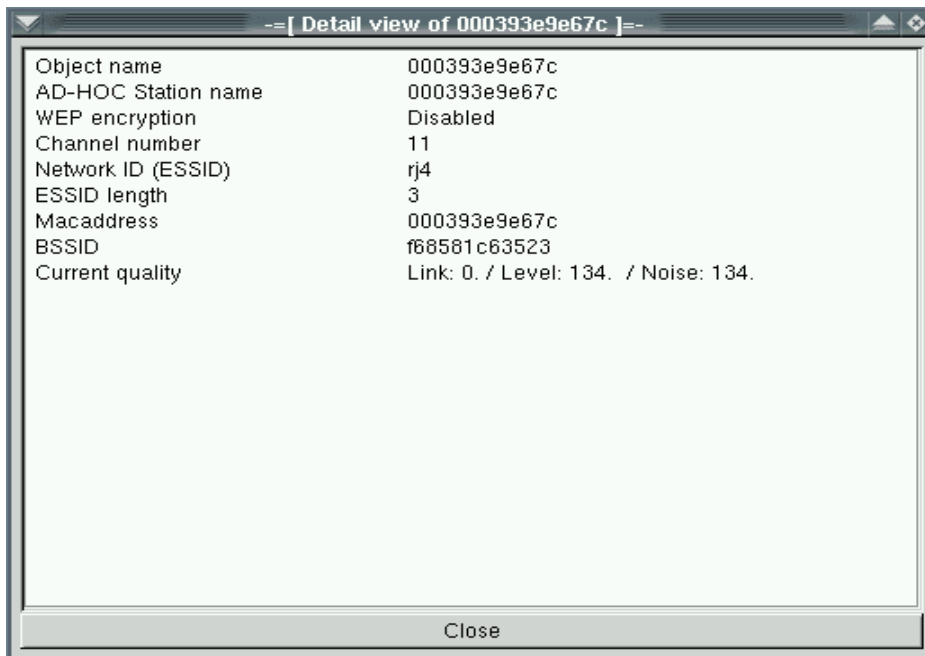 -=[ Detail view of 000393e9e67c ]=-
Object name 000393e9e67c
AD-HOC Station name 000393e9e67c
WEP encryption Disabled
Channel number 11
Network ID (ESSID) rj4
ESSID length 3
Macaddress 000393e9e67c
BSSID f68581c63523
Current quality Link: 0. / Level: 134. / Noise: 134.
Close